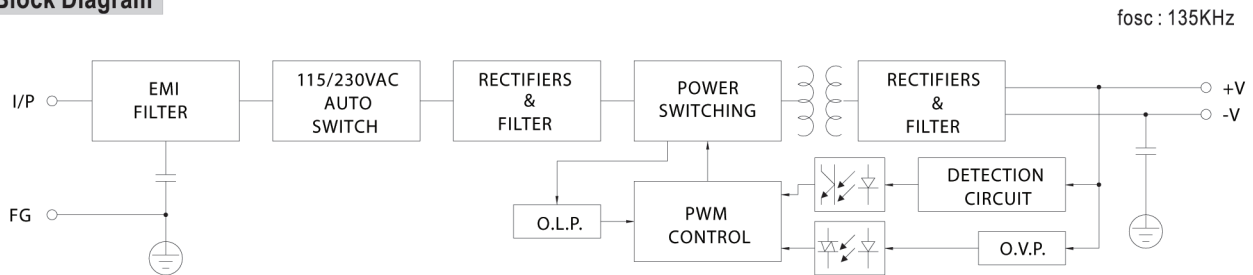 Block Diagram
fosc : 135KHz
I/P
EMI
FILTER
115/230VAC
AUTO
SWITCH
RECTIFIERS
&
FILTER
POWER
SWITCHING
RECTIFIERS
&
FILTER
+V
-V
FG
O.L.P.
PWM
CONTROL
DETECTION
CIRCUIT
O.V.P.